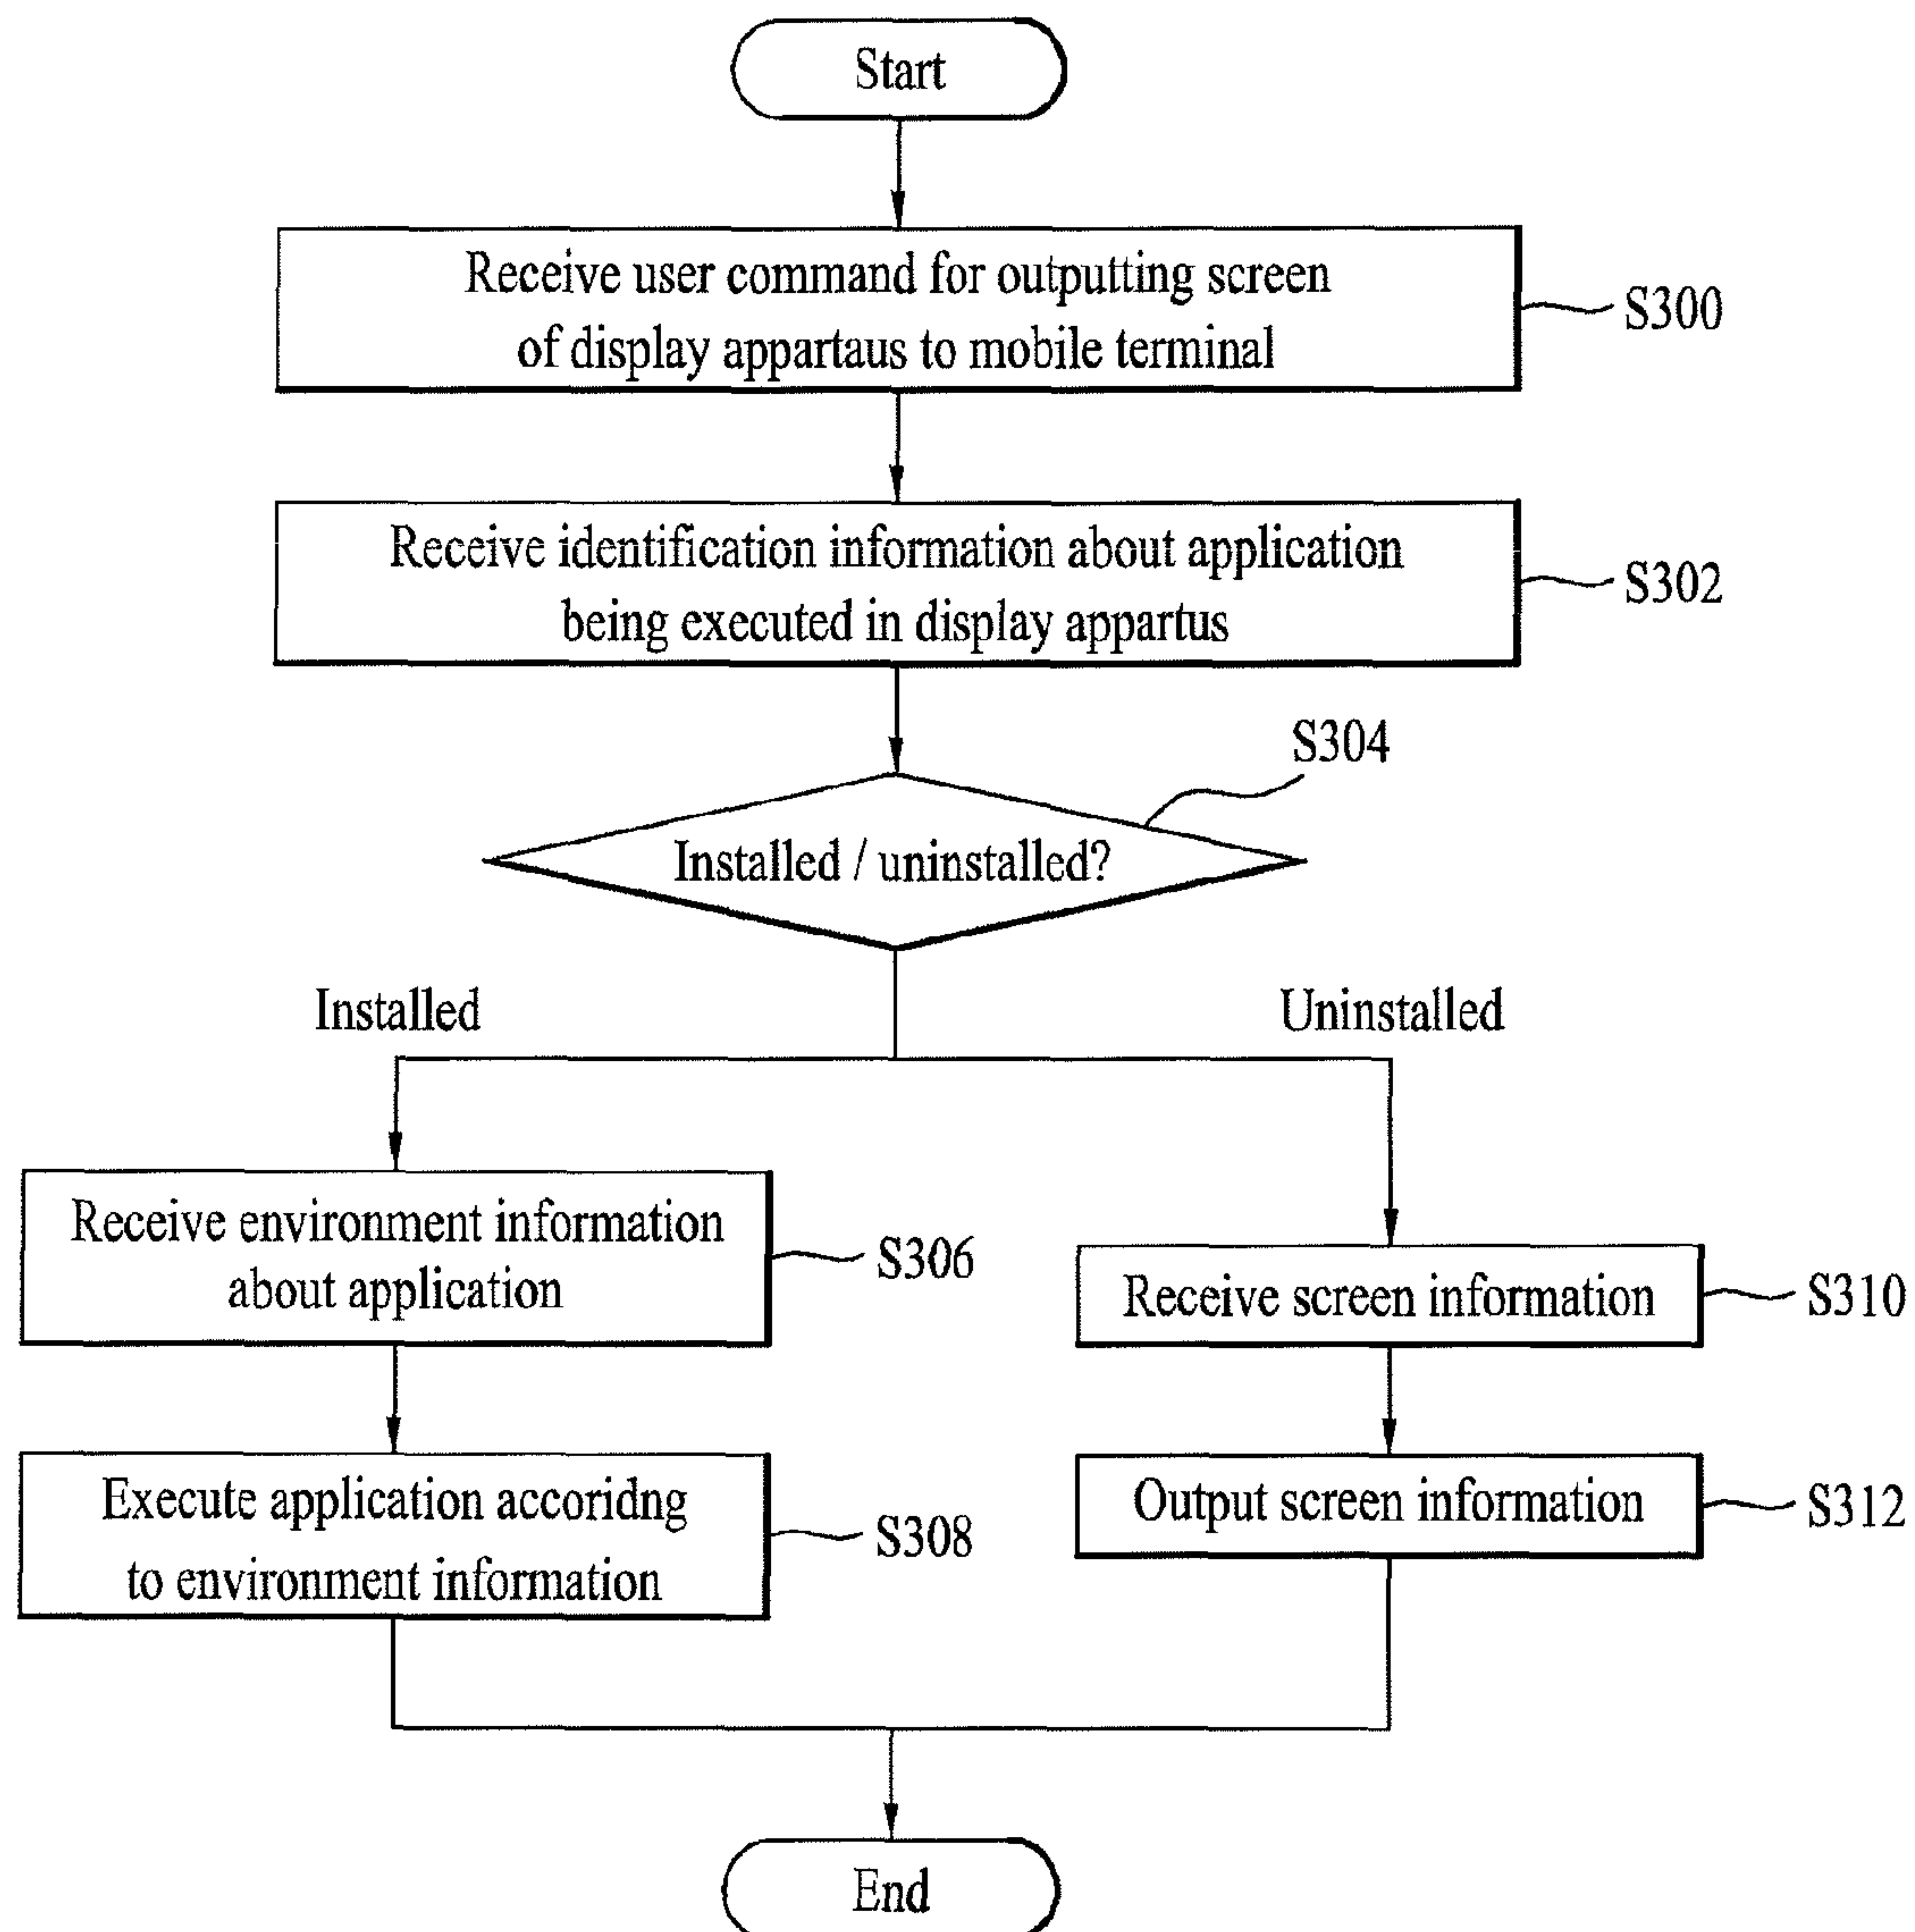 Start
Receive user command for outputting screen
of display appartaus to mobile terminal
S300
Receive identification information about application
being executed in display appartus
S302
S304
Installed / uninstalled?
Installed
Uninstalled
Receive environment information
about application
S306
Receive screen information
S310
Execute application accoridng
to environment information
S308
Output screen information
S312
End